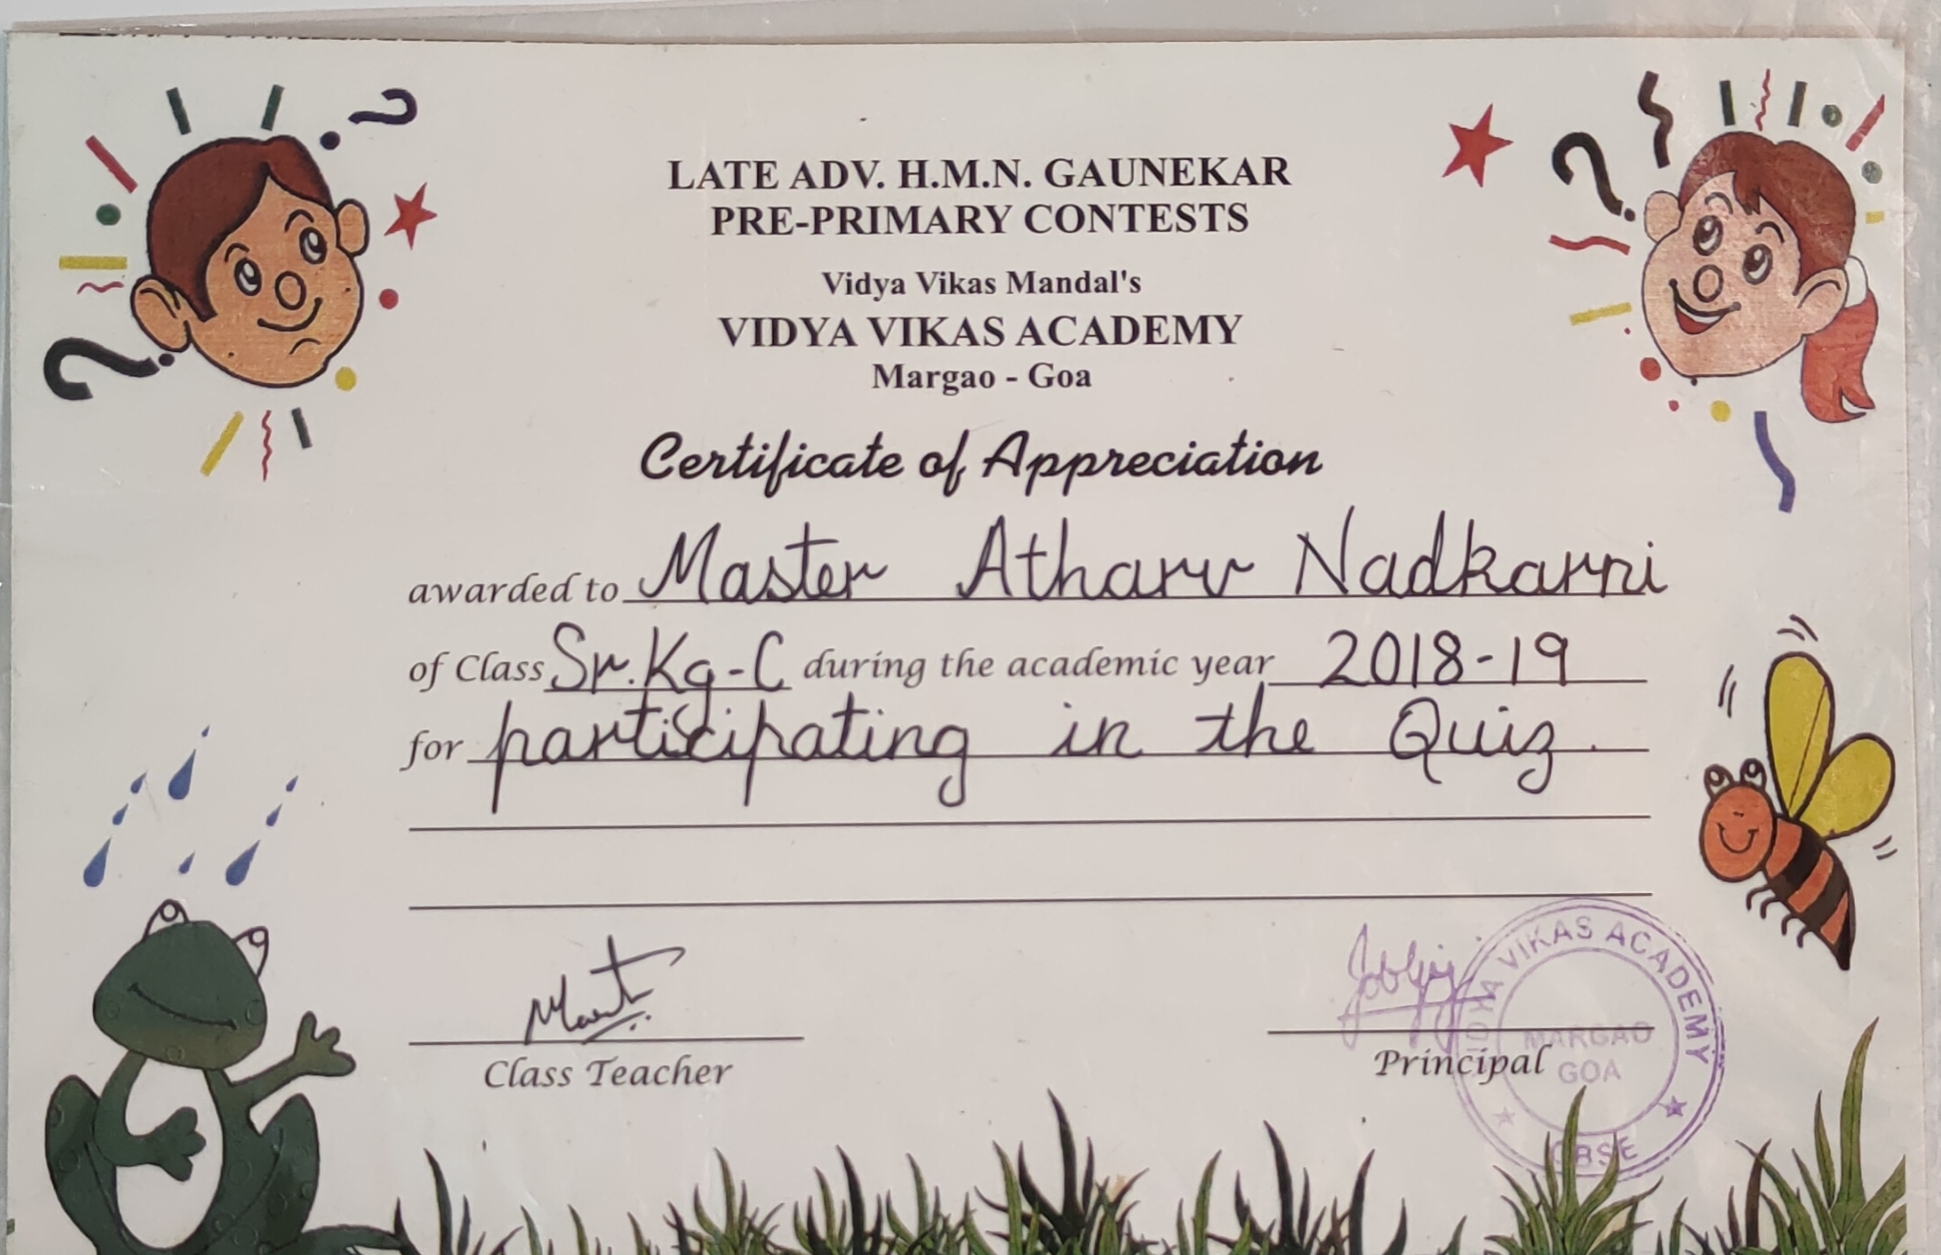 LATE ADV. H.M.N. GAUNEKAR
PRE-PRIMARY CONTESTS
Vidya Vikas Mandal's
VIDYA VIKAS ACADEMY
Margao - Goa
Certificate of Appreciation
awarded to Master Atharv Nadkarni
of Class Sr.Kg-C during the academic year 2018-19
for participating in the Quiz.
Class Teacher
Principal
VIDYA VIKAS ACADEMY
MARGAO
GOA
CBSE